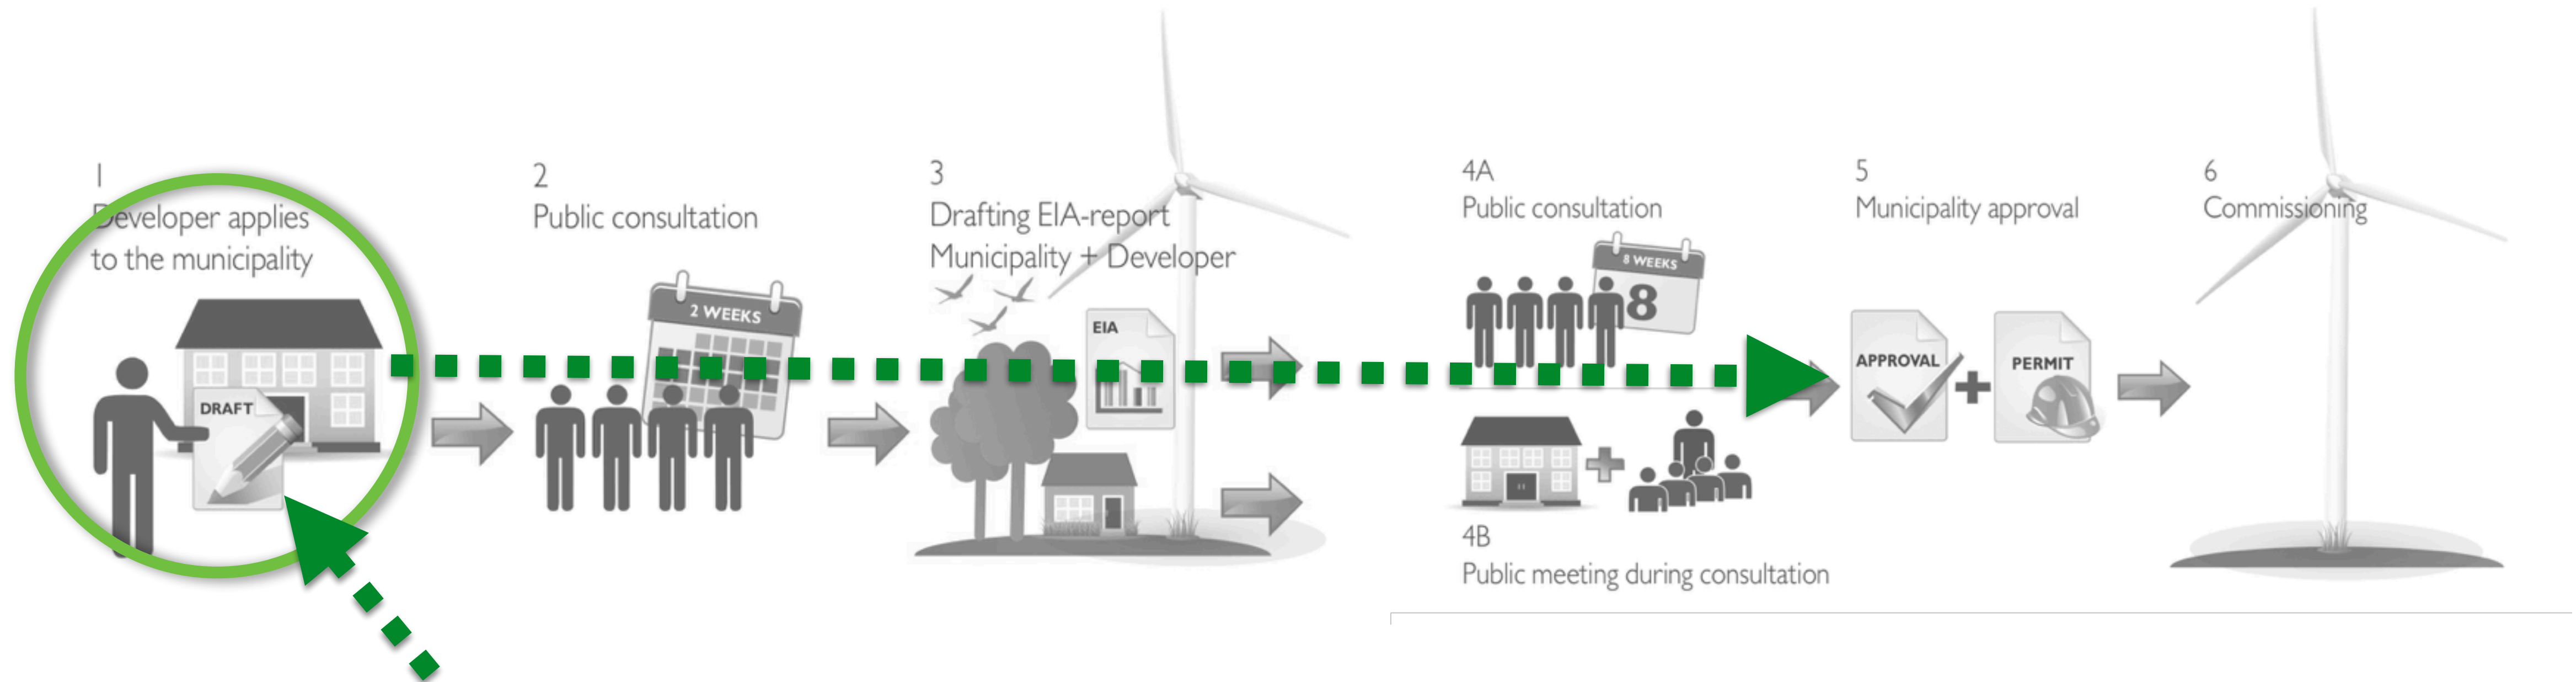 1
Developer applies
to the municipality
DRAFT
2
Public consultation
2 WEEKS
3
Drafting EIA-report
Municipality + Developer
EIA
4A
Public consultation
8 WEEKS
8
4B
Public meeting during consultation
5
Municipality approval
APPROVAL
PERMIT
6
Commissioning